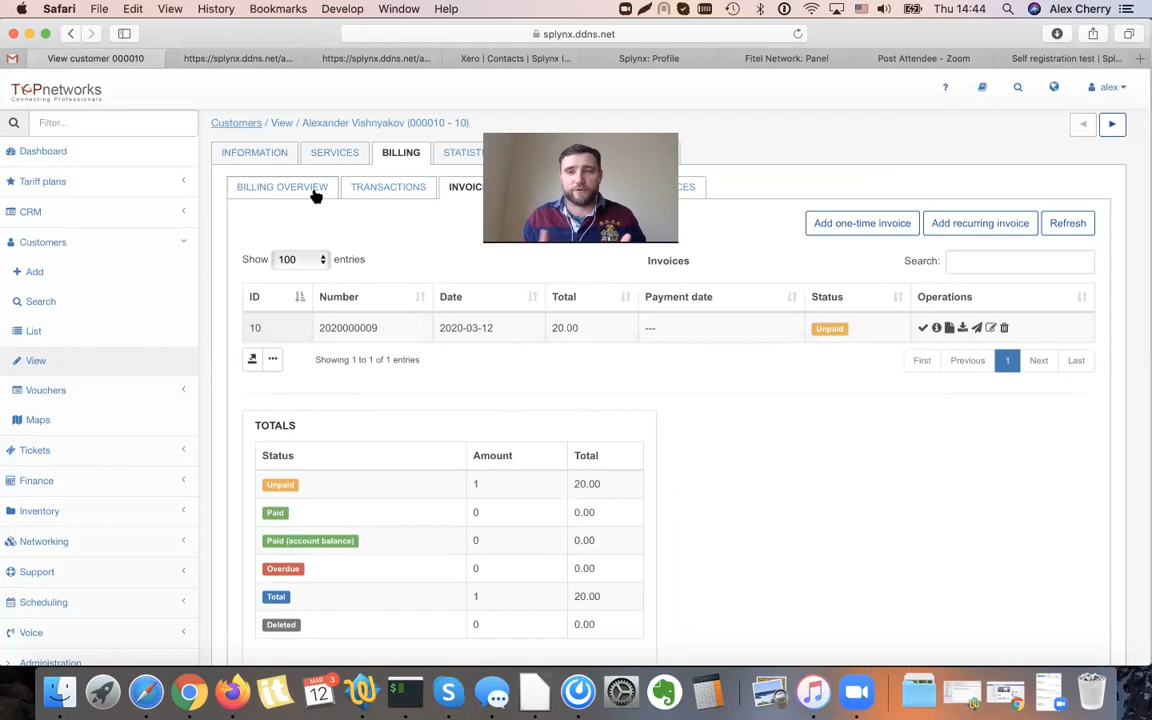 Safari File Edit View History Bookmarks Develop Window Help Thu 14:44 Alex Cherry
splynx.ddns.net
View customer 000010 https://splynx.ddns.net/a... https://splynx.ddns.net/a... Xero | Contacts | Splynx I... Splynx: Profile Fitel Network: Panel Post Attendee - Zoom Self registration test | Spl...
TOPnetworks
Connecting Professionals
? alex
Filter...
Customers / View / Alexander Vishnyakov (000010 - 10)
Dashboard
Tariff plans
CRM
Customers
Add
Search
List
View
Vouchers
Maps
Tickets
Finance
Inventory
Networking
Support
Scheduling
Voice
Administration
INFORMATION SERVICES BILLING
BILLING OVERVIEW TRANSACTIONS
Add one-time invoice Add recurring invoice Refresh
Show 100 entries Invoices Search:
ID Number Date Total Payment date Status Operations
10 2020000009 2020-03-12 20.00 --- Unpaid
Showing 1 to 1 of 1 entries First Previous 1 Next Last
TOTALS
Status Amount Total
Unpaid 1 20.00
Paid 0 0.00
Paid (account balance) 0 0.00
Overdue 0 0.00
Total 1 20.00
Deleted 0 0.00
MAR
12
3